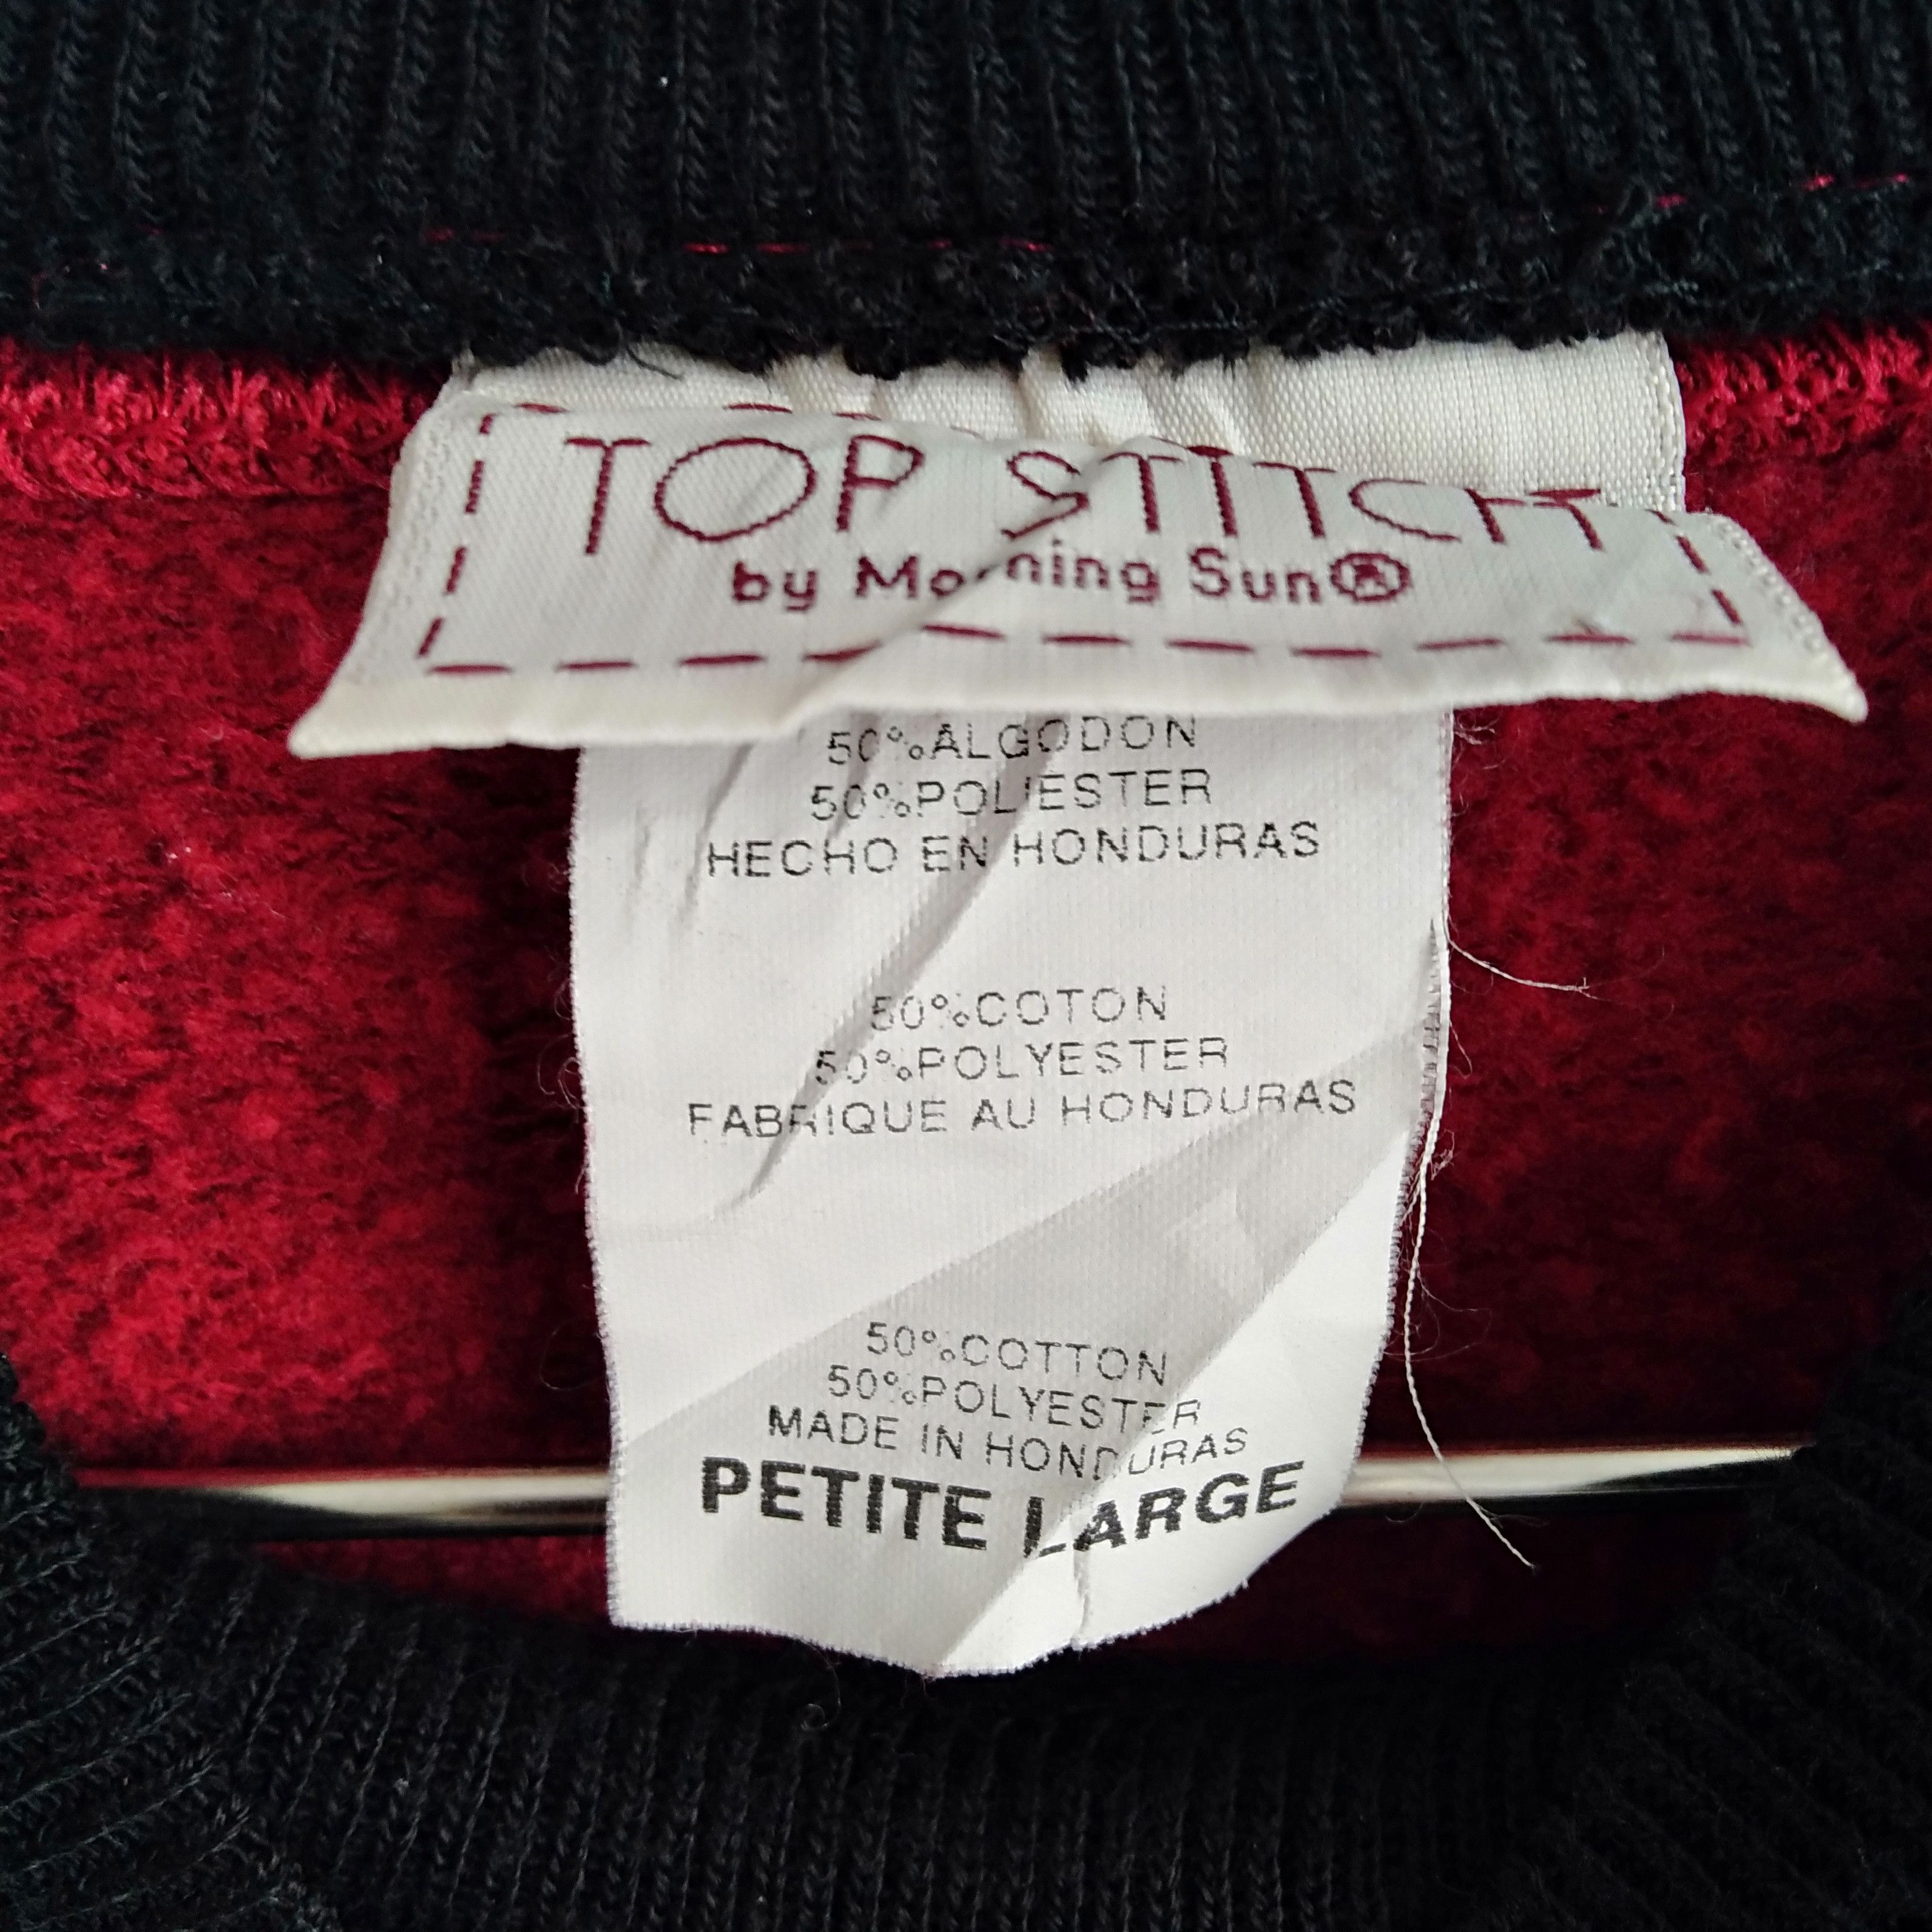 TOP STITCH
by Morning Sun®
50%ALGODON
50%POLIESTER
HECHO EN HONDURAS
50%COTON
50%POLYESTER
FABRIQUE AU HONDURAS
50%COTTON
50%POLYESTER
MADE IN HONDURAS
PETITE LARGE